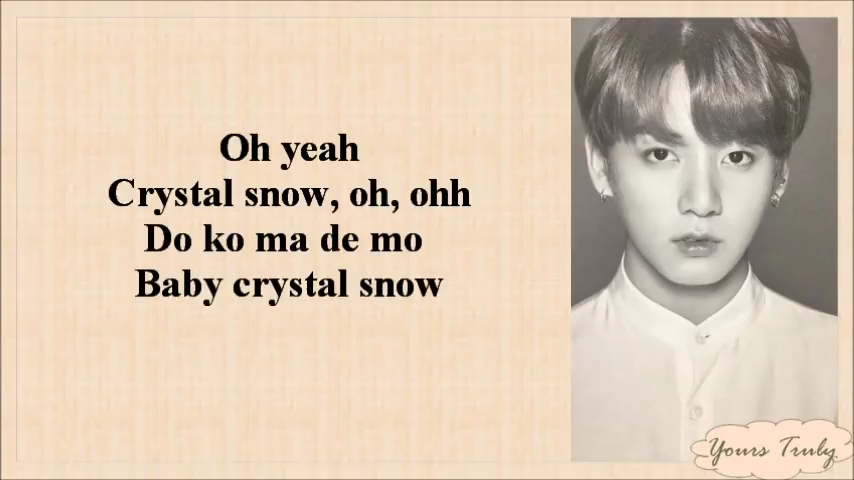 Oh yeah
Crystal snow, oh, ohh
Do ko ma de mo
Baby crystal snow
Yours Truly